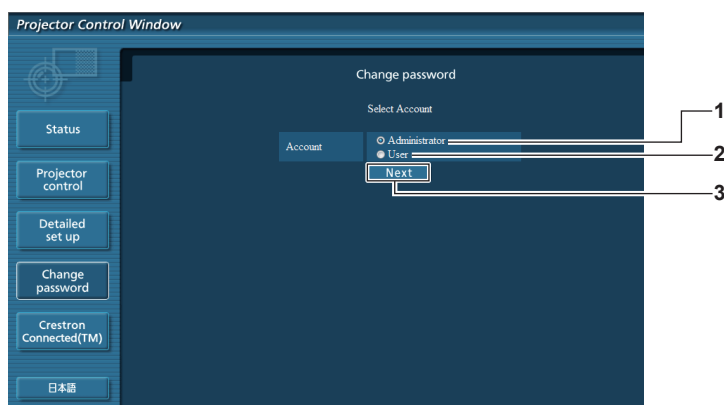 Projector Control Window
Change password
Select Account
Status
Account
Administrator
User
Next
Projector
control
Detailed
set up
Change
password
Crestron
Connected(TM)
日本語
1
2
3